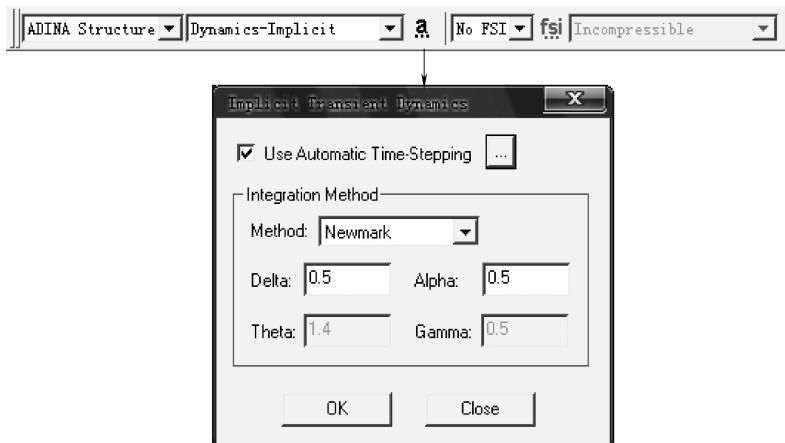 ADINA Structure Dynamics-Implicit a No FSI fsi Incompressible
Implicit Transient Dynamics X
Use Automatic Time-Stepping ...
Integration Method
Method: Newmark
Delta: 0.5 Alpha: 0.5
Theta: 1.4 Gamma: 0.5
OK Close